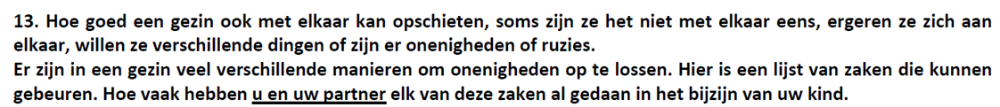 13. Hoe goed een gezin ook met elkaar kan opschieten, soms zijn ze het niet met elkaar eens, ergeren ze zich aan
elkaar, willen ze verschillende dingen of zijn er onenigheden of ruzies.
Er zijn in een gezin veel verschillende manieren om onenigheden op te lossen. Hier is een lijst van zaken die kunnen
gebeuren. Hoe vaak hebben u en uw partner elk van deze zaken al gedaan in het bijzijn van uw kind.